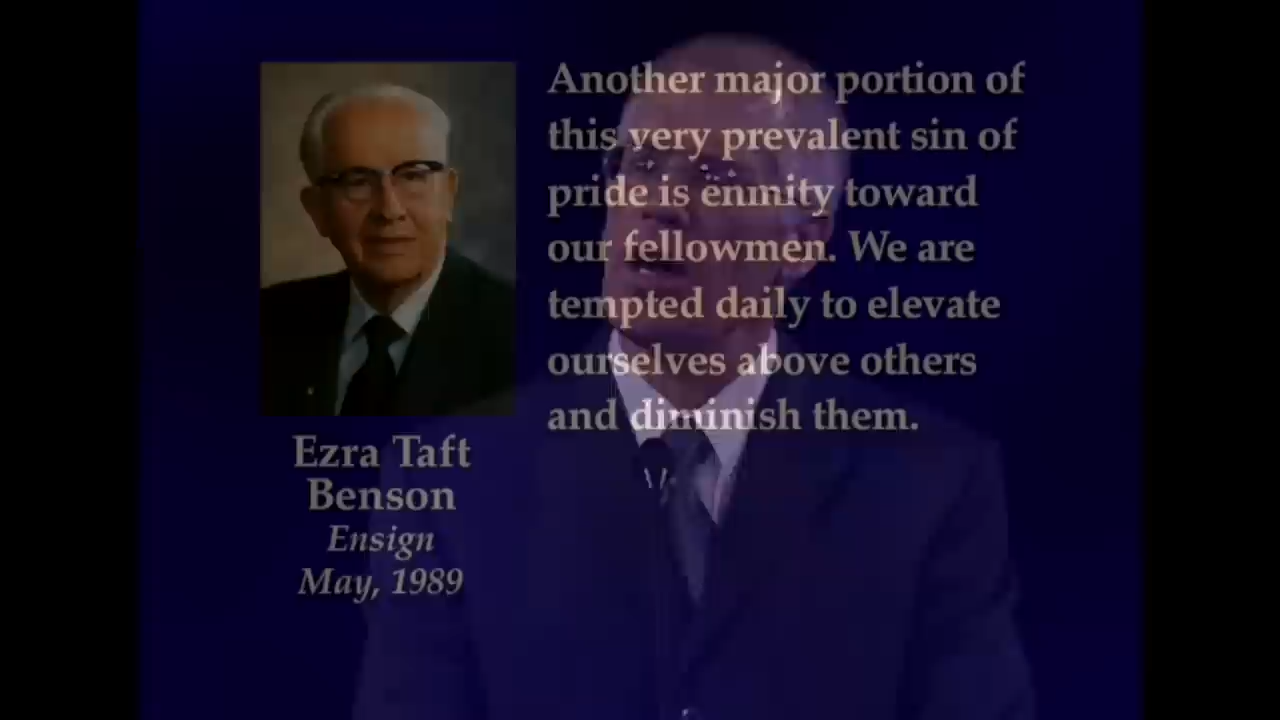 Another major portion of
this very prevalent sin of
pride is enmity toward
our fellowmen. We are
tempted daily to elevate
ourselves above others
and diminish them.
Ezra Taft
Benson
Ensign
May, 1989